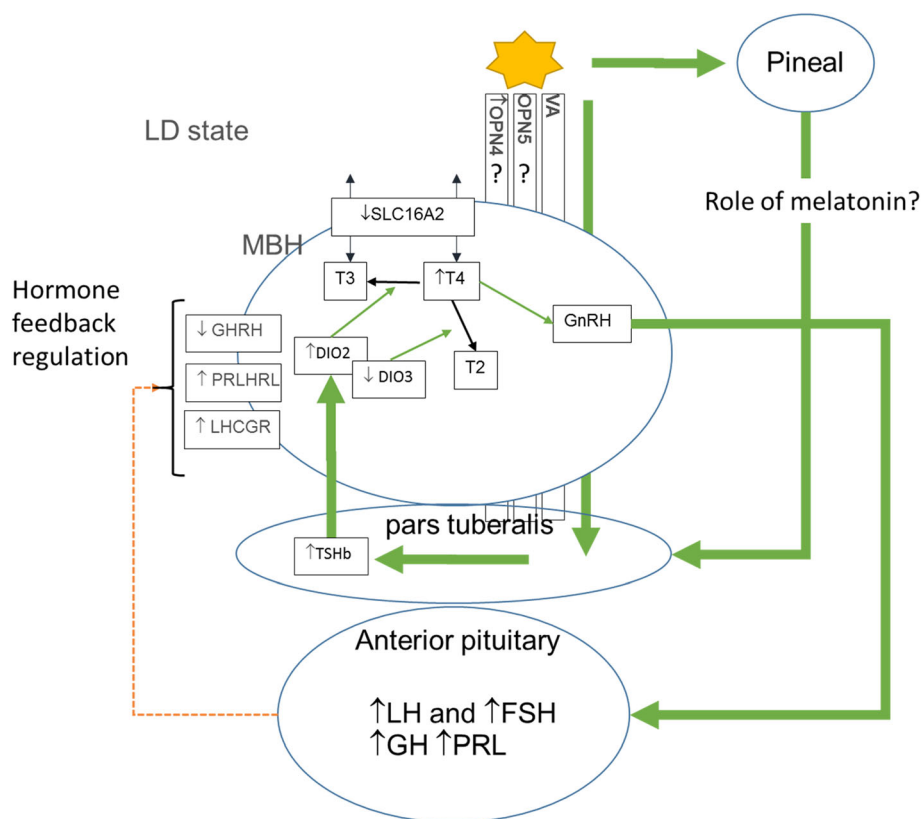 Pineal
LD state
↑OPN4
OPN5
VA
?
?
Role of melatonin?
↓SLC16A2
MBH
T3
↑T4
GnRH
Hormone
feedback
regulation
↓ GHRH
↑ PRLHRL
↑ LHCGR
↑DIO2
↓ DIO3
T2
pars tuberalis
↑TSHb
Anterior pituitary
↑LH and ↑FSH
↑GH ↑PRL